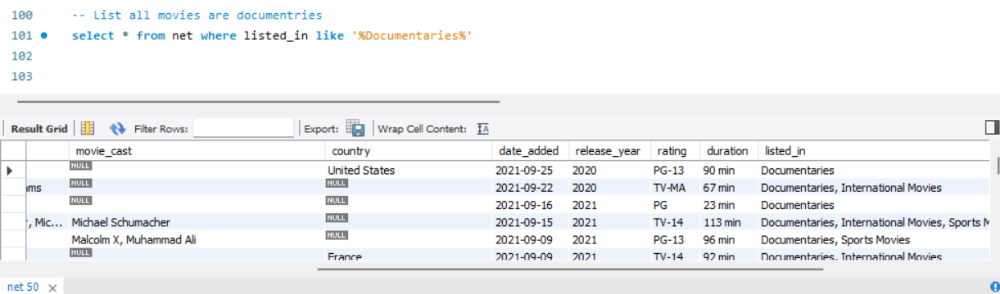 100 -- List all movies are documentries
101 select * from net where listed_in like '%Documentaries%'
102
103
Result Grid Filter Rows: Export: Wrap Cell Content: IA
movie_cast country date_added release_year rating duration listed_in
NULL United States 2021-09-25 2020 PG-13 90 min Documentaries
ms NULL NULL 2021-09-22 2020 TV-MA 67 min Documentaries, International Movies
NULL NULL 2021-09-16 2021 PG 23 min Documentaries
r, Mic... Michael Schumacher NULL 2021-09-15 2021 TV-14 113 min Documentaries, International Movies, Sports M
Malcolm X, Muhammad Ali NULL 2021-09-09 2021 PG-13 96 min Documentaries, Sports Movies
NULL France 2021-09-09 2021 TV-14 92 min Documentaries, International Movies
net 50